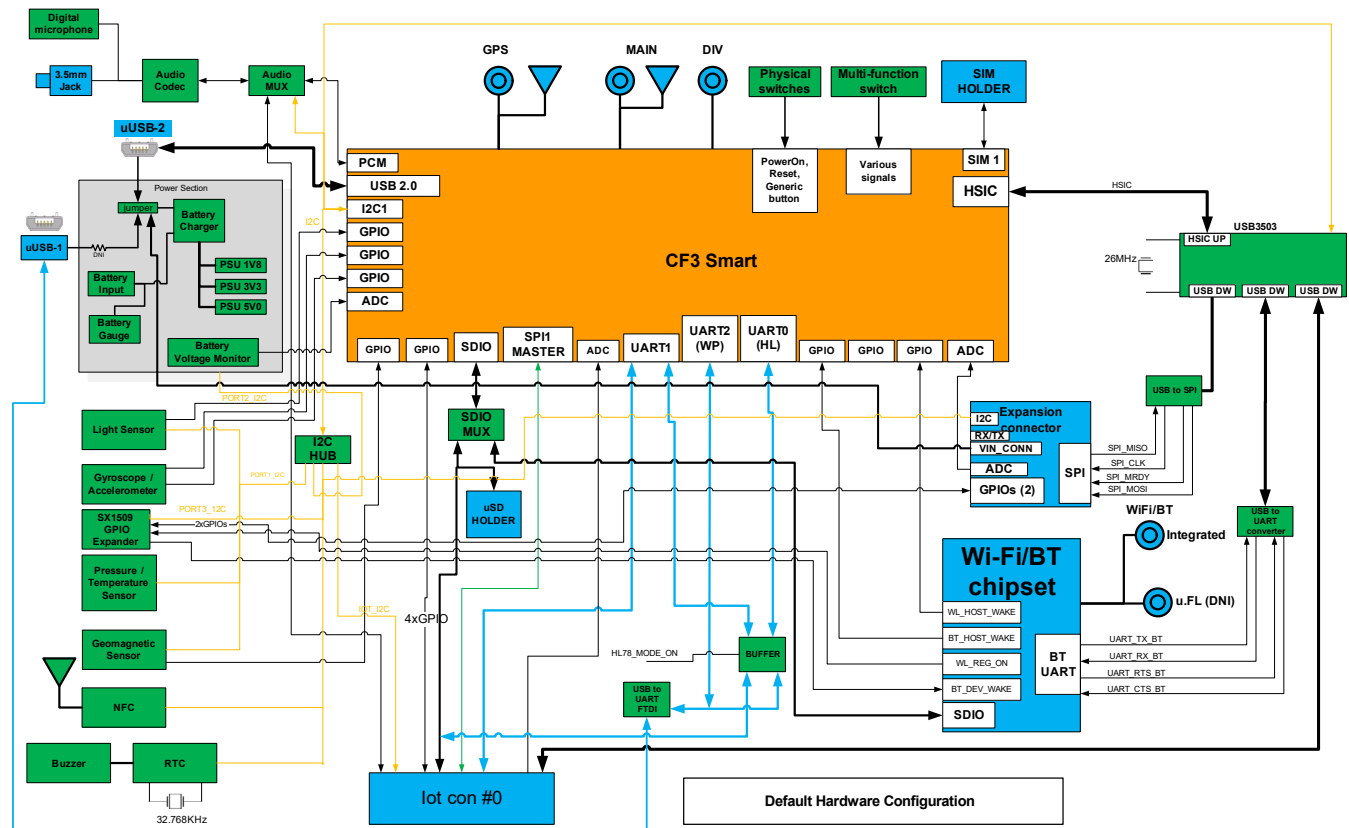 Digital
microphone
3.5mm
Jack
Audio
Codec
Audio
MUX
GPS
MAIN
DIV
Physical
switches
Multi-function
switch
SIM
HOLDER
uUSB-2
PCM
USB 2.0
I2C1
GPIO
GPIO
GPIO
ADC
PowerOn,
Reset,
Generic
button
Various
signals
SIM 1
HSIC
HSIC
CF3 Smart
USB3503
HSIC UP
26MHz
USB DW
USB DW
USB DW
Power Section
jumper
Battery
Charger
I2C
uUSB-1
DNI
PSU 1V8
PSU 3V3
PSU 5V0
Battery
Input
Battery
Gauge
Battery
Voltage Monitor
GPIO
GPIO
SDIO
SPI1
MASTER
ADC
UART1
UART2
(WP)
UART0
(HL)
GPIO
GPIO
GPIO
ADC
PORT2_I2C
USB to SPI
Light Sensor
SDIO
MUX
I2C
HUB
I2C
Expansion
connector
RX/TX
VIN_CONN
ADC
GPIOs (2)
SPI
SPI_MISO
SPI_CLK
SPI_MRDY
SPI_MOSI
Gyroscope /
Accelerometer
PORT1_I2C
uSD
HOLDER
PORT3_12C
2xGPIOs
SX1509
GPIO
Expander
WiFi/BT
Integrated
USB to
UART
converter
Wi-Fi/BT
chipset
u.FL (DNI)
Pressure /
Temperature
Sensor
IOT_I2C
4xGPIO
WL_HOST_WAKE
BT_HOST_WAKE
WL_REG_ON
BT_DEV_WAKE
SDIO
BT
UART
UART_TX_BT
UART_RX_BT
UART_RTS_BT
UART_CTS_BT
Geomagnetic
Sensor
HL78_MODE_ON
BUFFER
USB to
UART
FTDI
NFC
Buzzer
RTC
32.768KHz
Iot con #0
Default Hardware Configuration